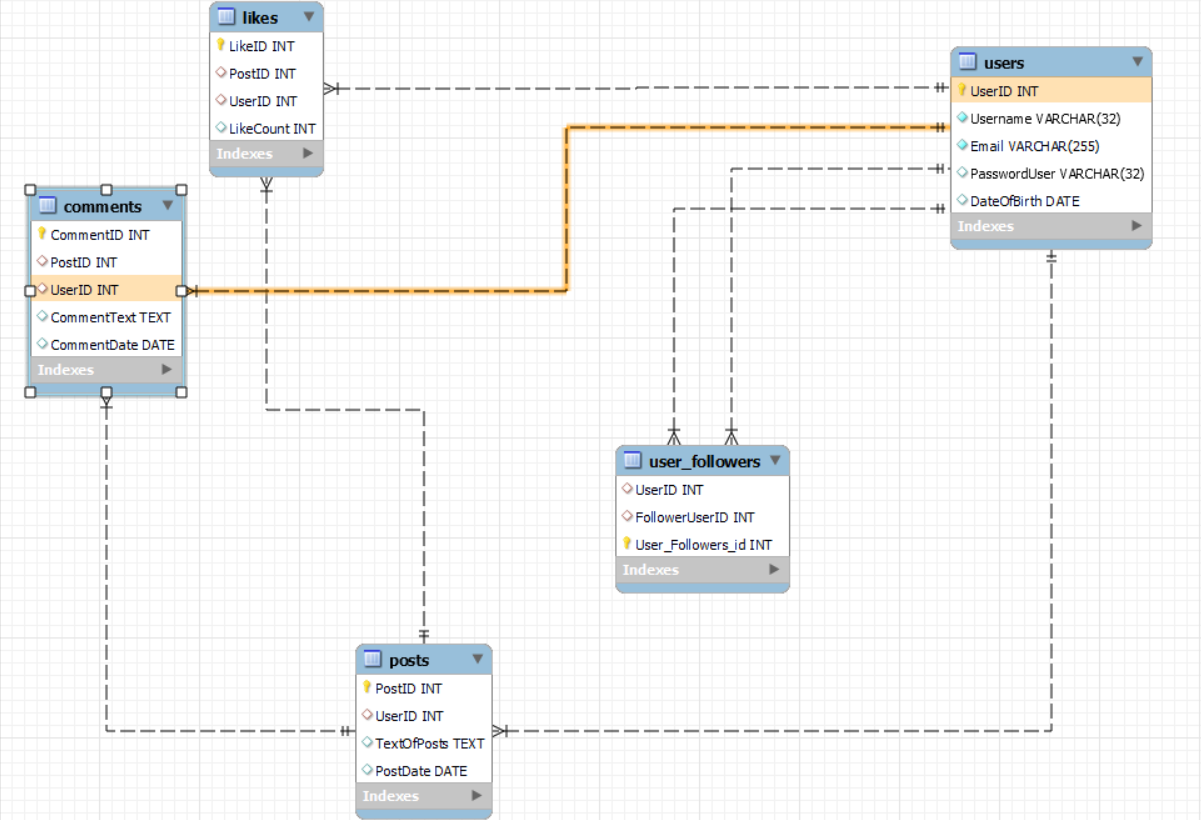 likes
LikeID INT
PostID INT
UserID INT
LikeCount INT
Indexes
users
UserID INT
Username VARCHAR(32)
Email VARCHAR(255)
PasswordUser VARCHAR(32)
DateOfBirth DATE
Indexes
comments
CommentID INT
PostID INT
UserID INT
CommentText TEXT
CommentDate DATE
Indexes
user_followers
UserID INT
FollowerUserID INT
User_Followers_id INT
Indexes
posts
PostID INT
UserID INT
TextOfPosts TEXT
PostDate DATE
Indexes